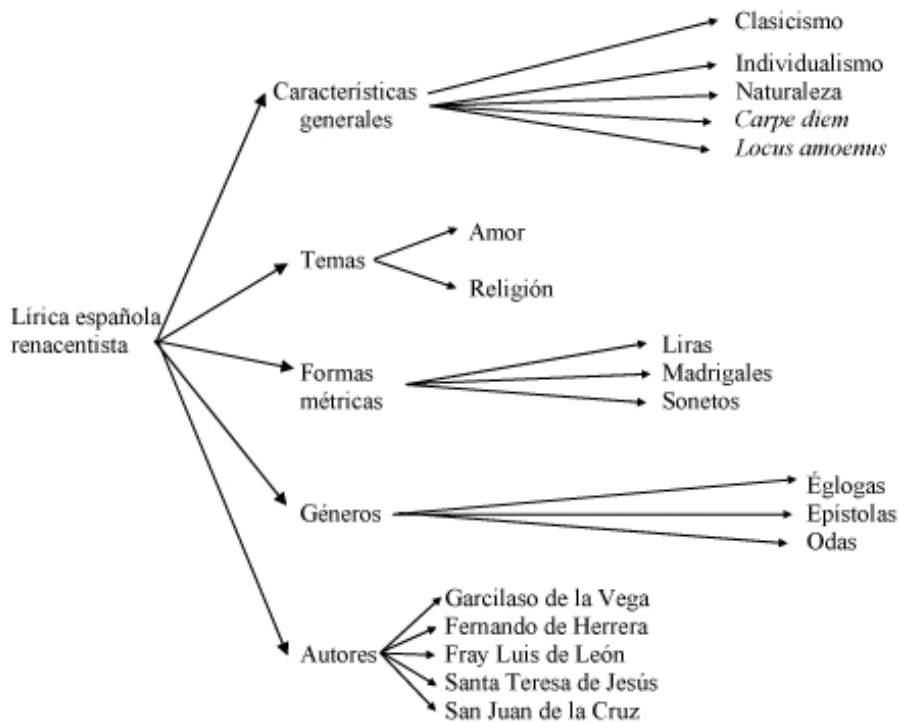 Lírica española
renacentista
Características
generales
Clasicismo
Individualismo
Naturaleza
Carpe diem
Locus amoenus
Temas
Amor
Religión
Formas
métricas
Liras
Madrigales
Sonetos
Géneros
Églogas
Epístolas
Odas
Autores
Garcilaso de la Vega
Fernando de Herrera
Fray Luis de León
Santa Teresa de Jesús
San Juan de la Cruz